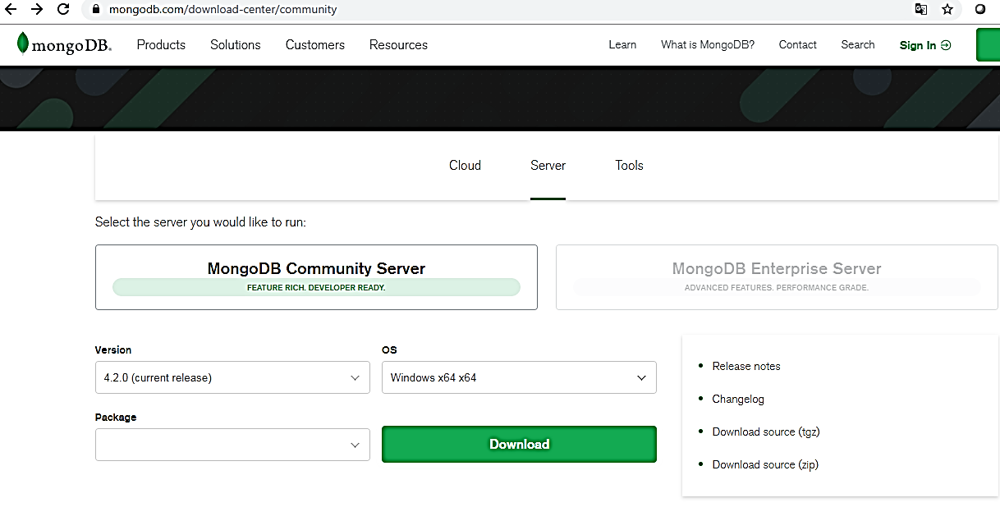 mongodb.com/download-center/community
mongoDB. Products Solutions Customers Resources Learn What is MongoDB? Contact Search Sign In
Cloud Server Tools
Select the server you would like to run:
MongoDB Community Server
FEATURE RICH. DEVELOPER READY.
MongoDB Enterprise Server
ADVANCED FEATURES. PERFORMANCE GRADE.
Version
4.2.0 (current release)
OS
Windows x64 x64
Package
Download
Release notes
Changelog
Download source (tgz)
Download source (zip)